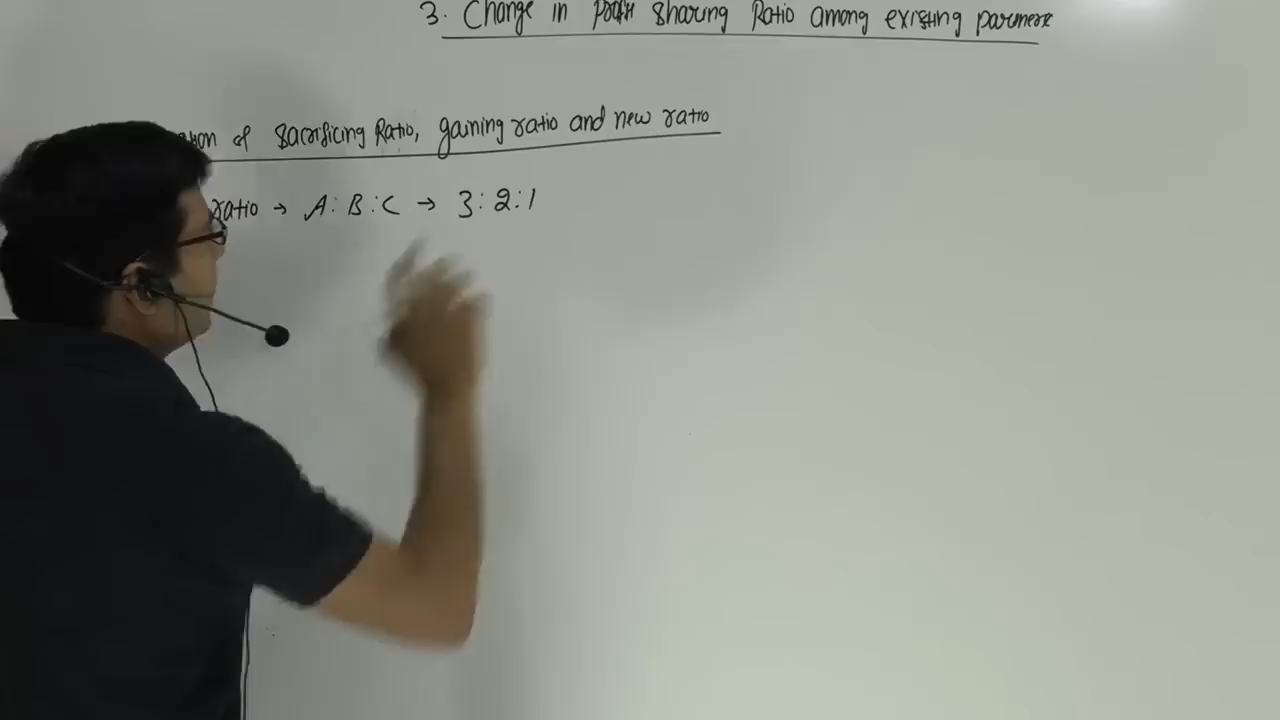 3. Change in Profit Sharing Ratio among existing partners
of Sacrificing Ratio, gaining ratio and new ratio
ratio → A : B : C → 3 : 2 : 1